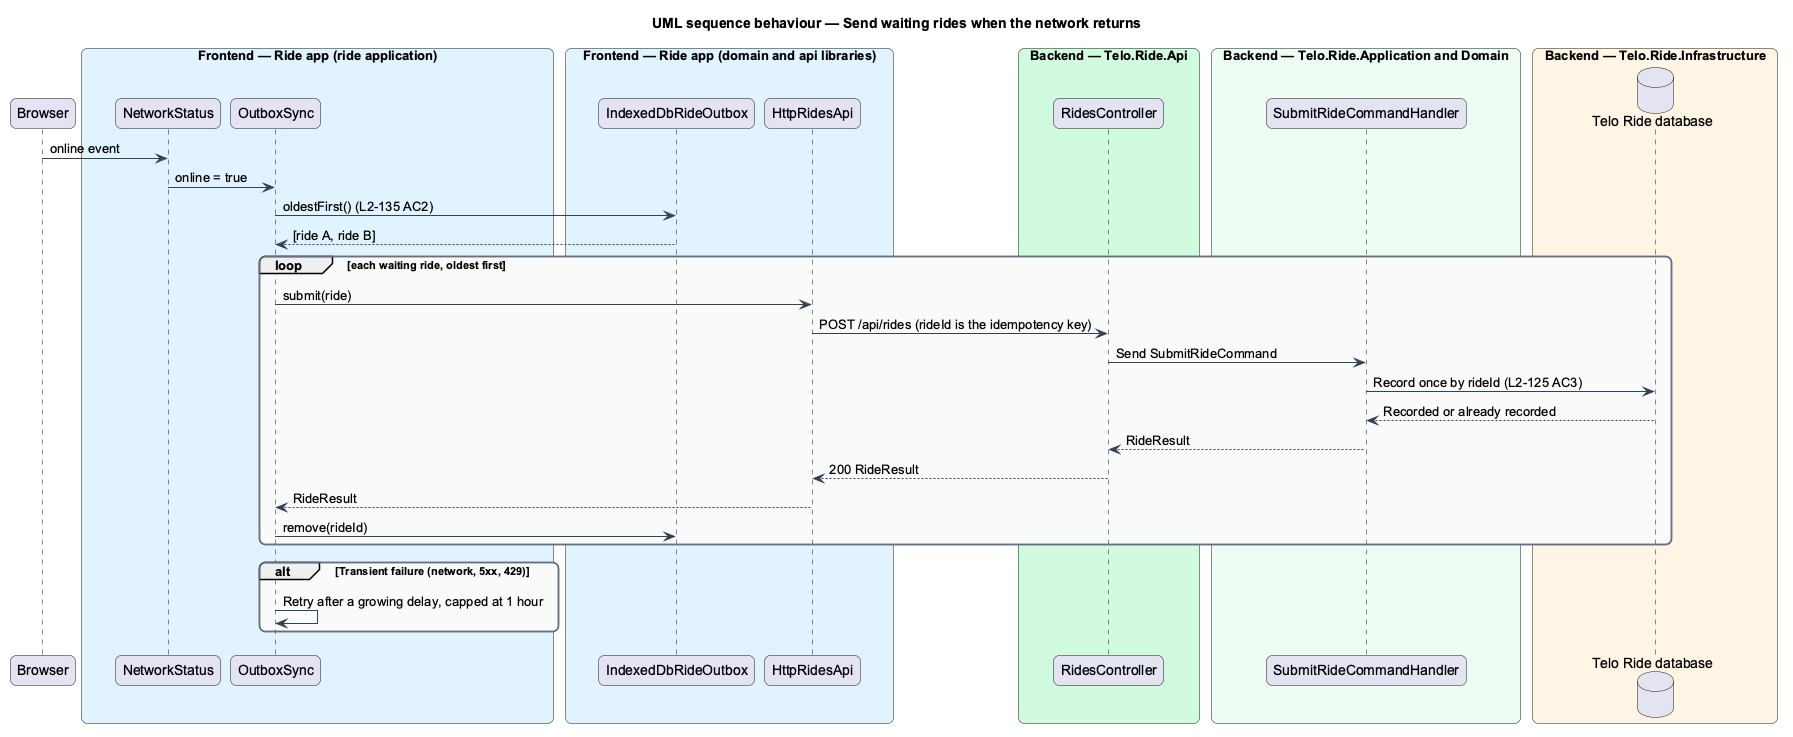 UML sequence behaviour — Send waiting rides when the network returns
Frontend — Ride app (ride application)
Frontend — Ride app (domain and api libraries)
Backend — Telo.Ride.Api
Backend — Telo.Ride.Application and Domain
Backend — Telo.Ride.Infrastructure
Browser
NetworkStatus
OutboxSync
IndexedDbRideOutbox
HttpRidesApi
RidesController
SubmitRideCommandHandler
Telo Ride database
online event
online = true
oldestFirst() (L2-135 AC2)
[ride A, ride B]
loop
[each waiting ride, oldest first]
submit(ride)
POST /api/rides (rideId is the idempotency key)
Send SubmitRideCommand
Record once by rideId (L2-125 AC3)
Recorded or already recorded
RideResult
200 RideResult
RideResult
remove(rideId)
alt
[Transient failure (network, 5xx, 429)]
Retry after a growing delay, capped at 1 hour
Browser
NetworkStatus
OutboxSync
IndexedDbRideOutbox
HttpRidesApi
RidesController
SubmitRideCommandHandler
Telo Ride database